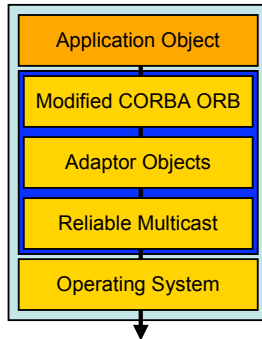 Application Object
Modified CORBA ORB
Adaptor Objects
Reliable Multicast
Operating System